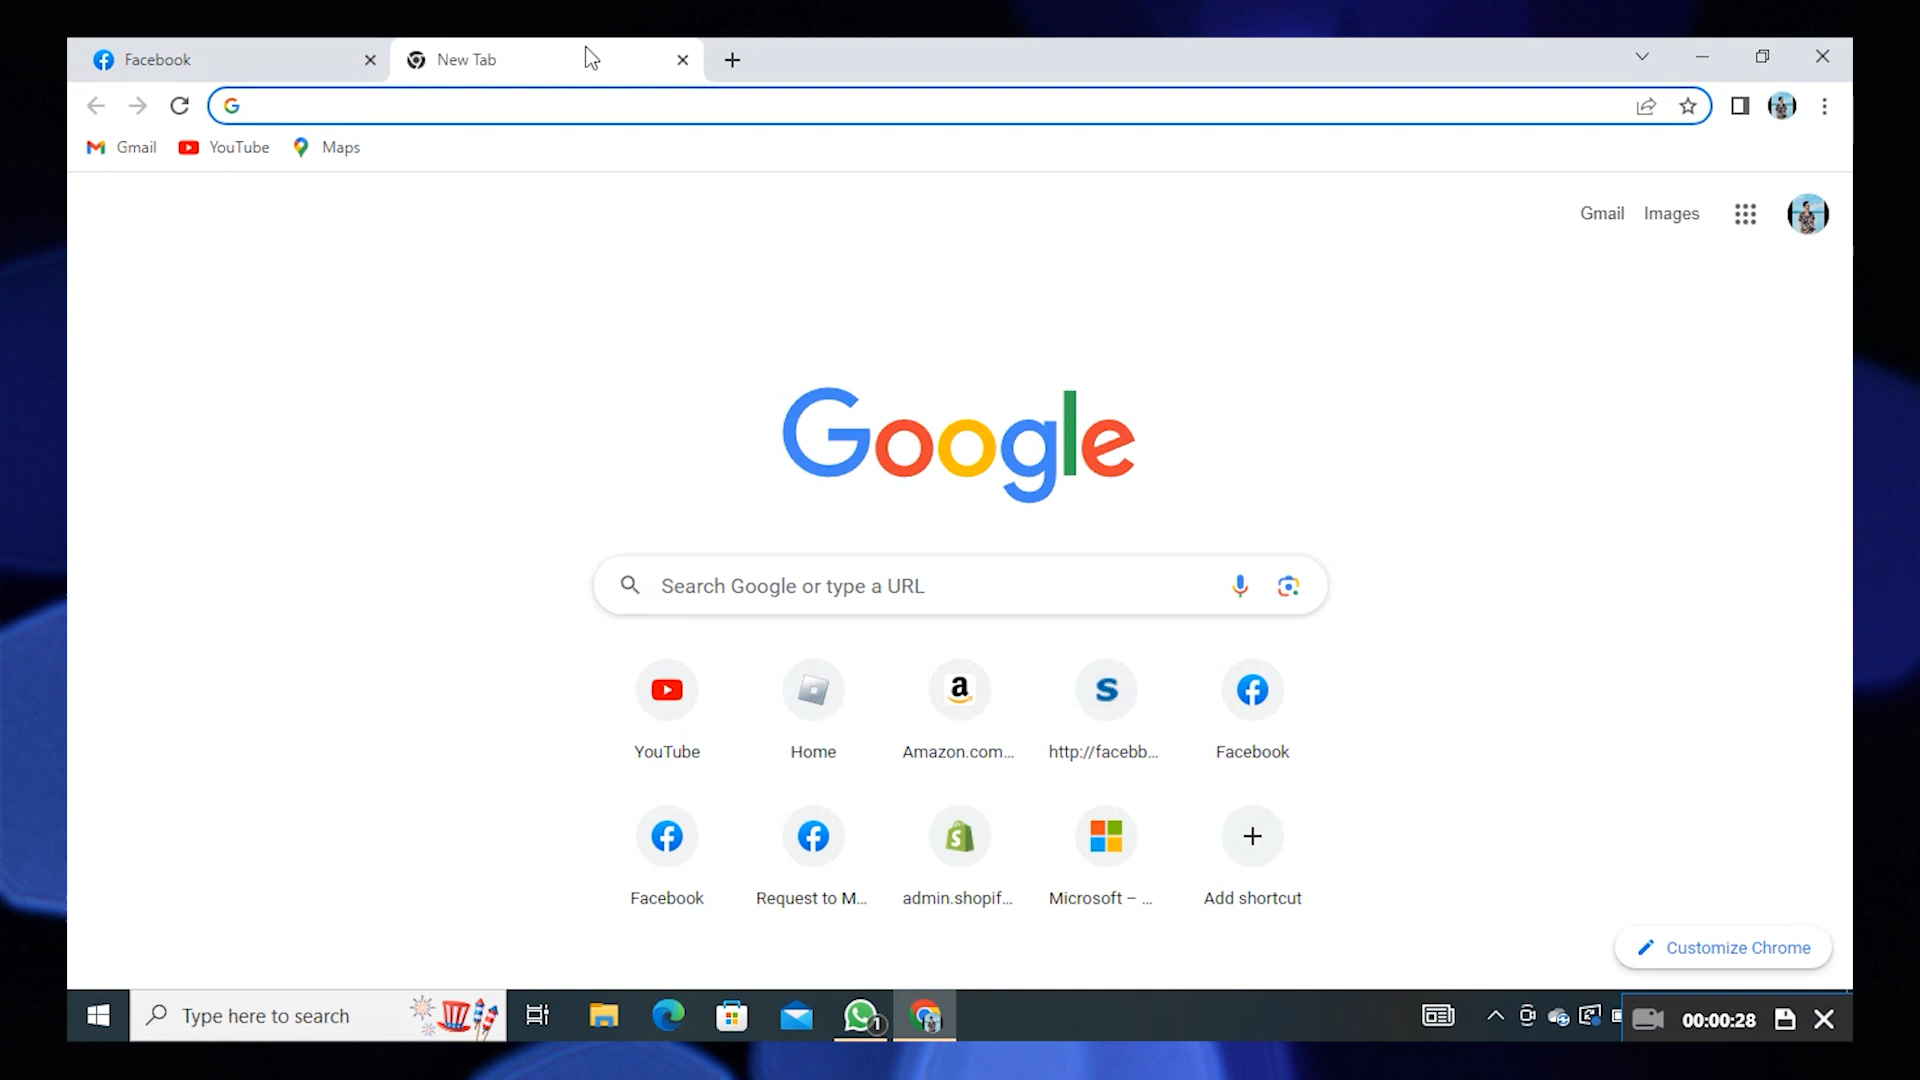 Facebook
New Tab
Gmail
YouTube
Maps
Gmail
Images
Google
Search Google or type a URL
YouTube
Home
Amazon.com...
http://facebb...
Facebook
Facebook
Request to M...
admin.shopif...
Microsoft – ...
Add shortcut
Customize Chrome
Type here to search
1
00:00:28